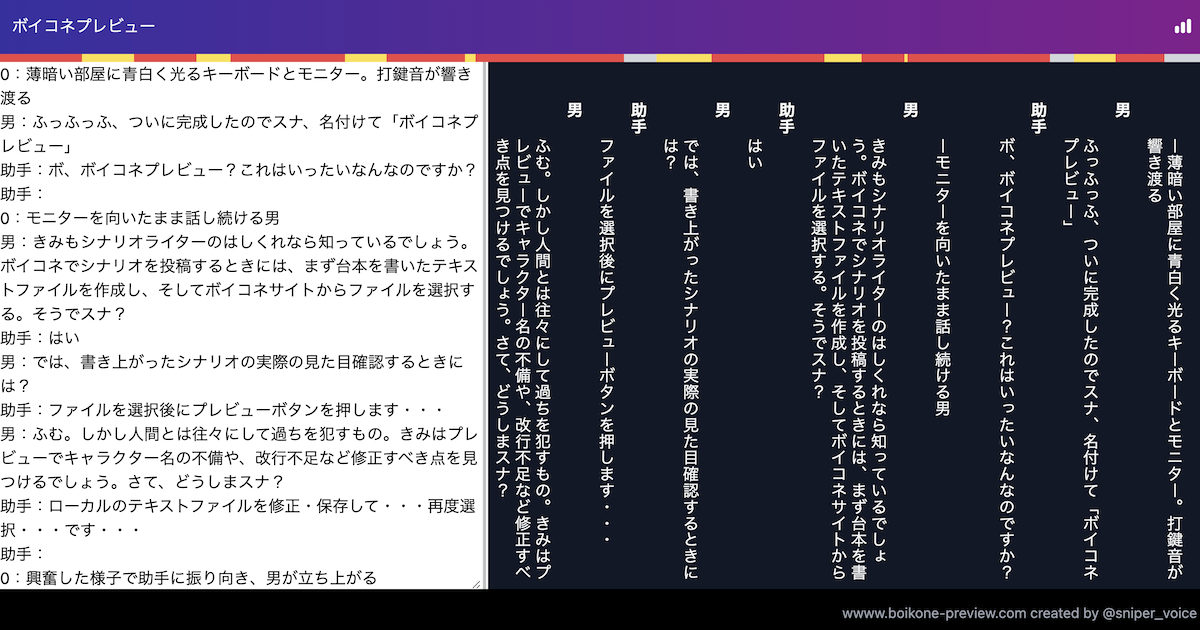 ボイコネプレビュー
0：薄暗い部屋に青白く光るキーボードとモニター。打鍵音が響き
渡る
男：ふっふっふ、ついに完成したのでスナ、名付けて「ボイコネプ
レビュー」
助手：ボ、ボイコネプレビュー？これはいったいなんなのですか？
助手：
0：モニターを向いたまま話し続ける男
男：きみもシナリオライターのはしくれなら知っているでしょう。
ボイコネでシナリオを投稿するときには、まず台本を書いたテキス
トファイルを作成し、そしてボイコネサイトからファイルを選択す
る。そうでスナ？
助手：はい
男：では、書き上がったシナリオの実際の見た目確認するときに
は？
助手：ファイルを選択後にプレビューボタンを押します・・・
男：ふむ。しかし人間とは往々にして過ちを犯すもの。きみはプレ
ビューでキャラクター名の不備や、改行不足など修正すべき点を見
つけるでしょう。さて、どうしまスナ？
助手：ローカルのテキストファイルを修正・保存して・・・再度選
択・・・です・・・
助手：
0：興奮した様子で助手に振り向き、男が立ち上がる
ー薄暗い部屋に青白く光るキーボードとモニター。打鍵音が
響き渡る
男
ふっふっふ、ついに完成したのでスナ、名付けて「ボイコネ
プレビュー」
助手
ボ、ボイコネプレビュー？これはいったいなんなのですか？
ーモニターを向いたまま話し続ける男
男
きみもシナリオライターのはしくれなら知っているでしょ
う。ボイコネでシナリオを投稿するときには、まず台本を書
いたテキストファイルを作成し、そしてボイコネサイトから
ファイルを選択する。そうでスナ？
助手
はい
男
では、書き上がったシナリオの実際の見た目確認するときに
は？
助手
ファイルを選択後にプレビューボタンを押します・・・
男
ふむ。しかし人間とは往々にして過ちを犯すもの。きみはプ
レビューでキャラクター名の不備や、改行不足など修正すべ
き点を見つけるでしょう。さて、どうしまスナ？
wwww.boikone-preview.com created by @sniper_voice